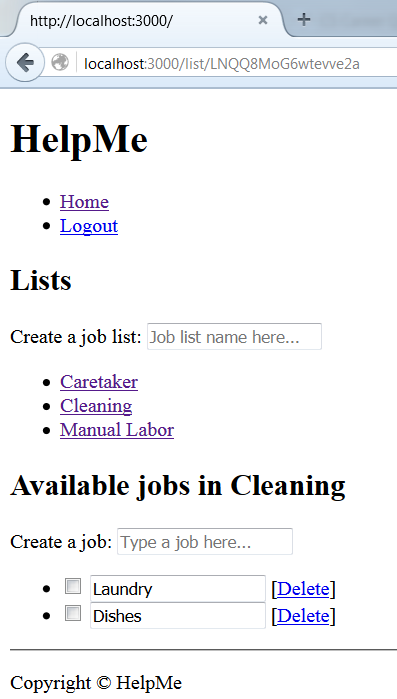 http://localhost:3000/
localhost:3000/list/LNQQ8MoG6wtevve2a
HelpMe
Home
Logout
Lists
Create a job list: Job list name here...
Caretaker
Cleaning
Manual Labor
Available jobs in Cleaning
Create a job: Type a job here...
Laundry [Delete]
Dishes [Delete]
Copyright © HelpMe